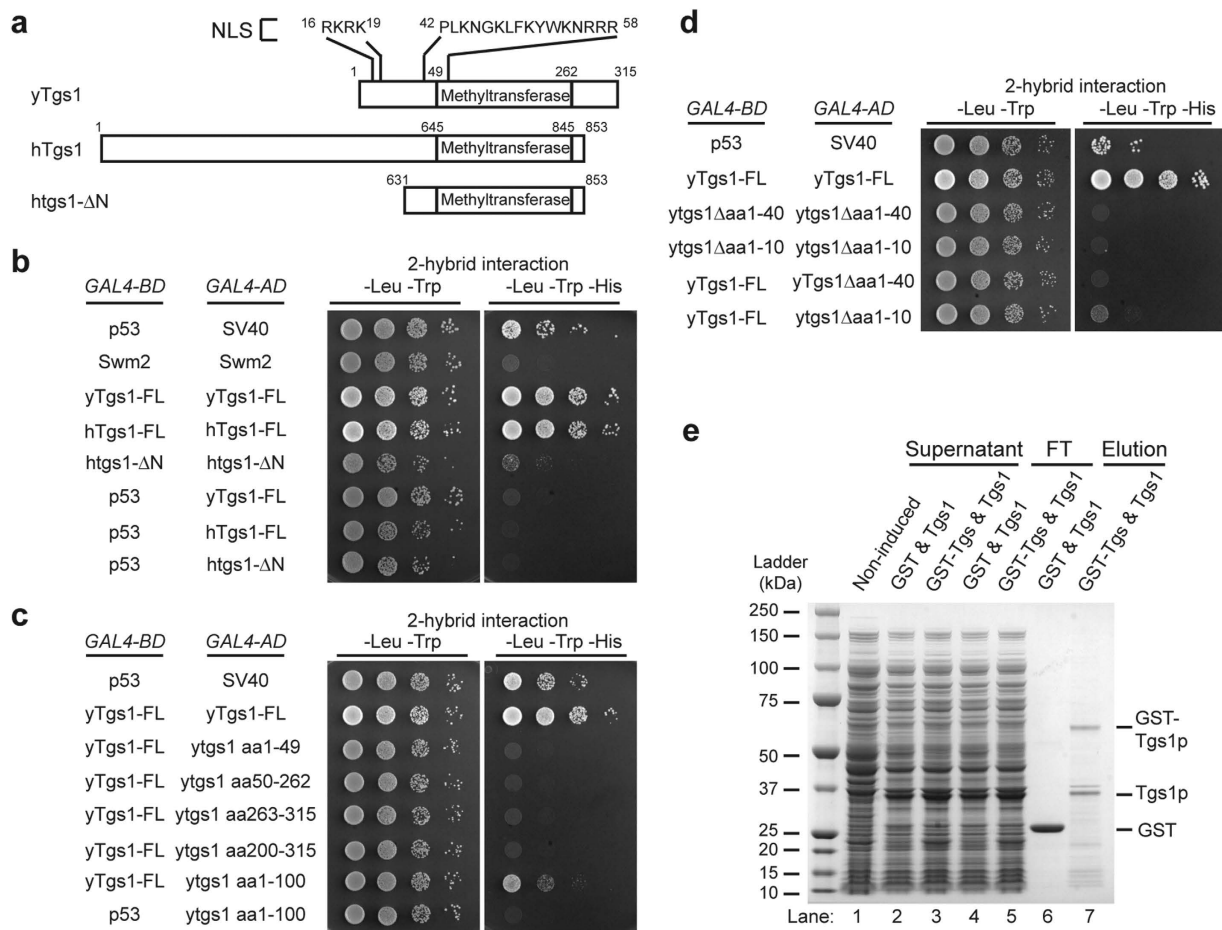 a
NLS
16 RKRK 19
42 PLKNGKLFKYWKNRRR 58
1 49 262 315
yTgs1 Methyltransferase
1 645 845 853
hTgs1 Methyltransferase
631 853
htgs1-ΔN Methyltransferase
b
2-hybrid interaction
GAL4-BD GAL4-AD -Leu -Trp -Leu -Trp -His
p53 SV40
Swm2 Swm2
yTgs1-FL yTgs1-FL
hTgs1-FL hTgs1-FL
htgs1-ΔN htgs1-ΔN
p53 yTgs1-FL
p53 hTgs1-FL
p53 htgs1-ΔN
c
2-hybrid interaction
GAL4-BD GAL4-AD -Leu -Trp -Leu -Trp -His
p53 SV40
yTgs1-FL yTgs1-FL
yTgs1-FL ytgs1 aa1-49
yTgs1-FL ytgs1 aa50-262
yTgs1-FL ytgs1 aa263-315
yTgs1-FL ytgs1 aa200-315
yTgs1-FL ytgs1 aa1-100
p53 ytgs1 aa1-100
d
2-hybrid interaction
GAL4-BD GAL4-AD -Leu -Trp -Leu -Trp -His
p53 SV40
yTgs1-FL yTgs1-FL
ytgs1Δaa1-40 ytgs1Δaa1-40
ytgs1Δaa1-10 ytgs1Δaa1-10
yTgs1-FL yTgs1Δaa1-40
yTgs1-FL ytgs1Δaa1-10
e
Supernatant FT Elution
Non-induced
GST & Tgs1
GST-Tgs & Tgs1
GST & Tgs1
GST-Tgs & Tgs1
GST & Tgs1
GST-Tgs & Tgs1
Ladder
(kDa)
250
150
100
75
50
37
25
20
15
10
GST-
Tgs1p
Tgs1p
GST
Lane: 1 2 3 4 5 6 7